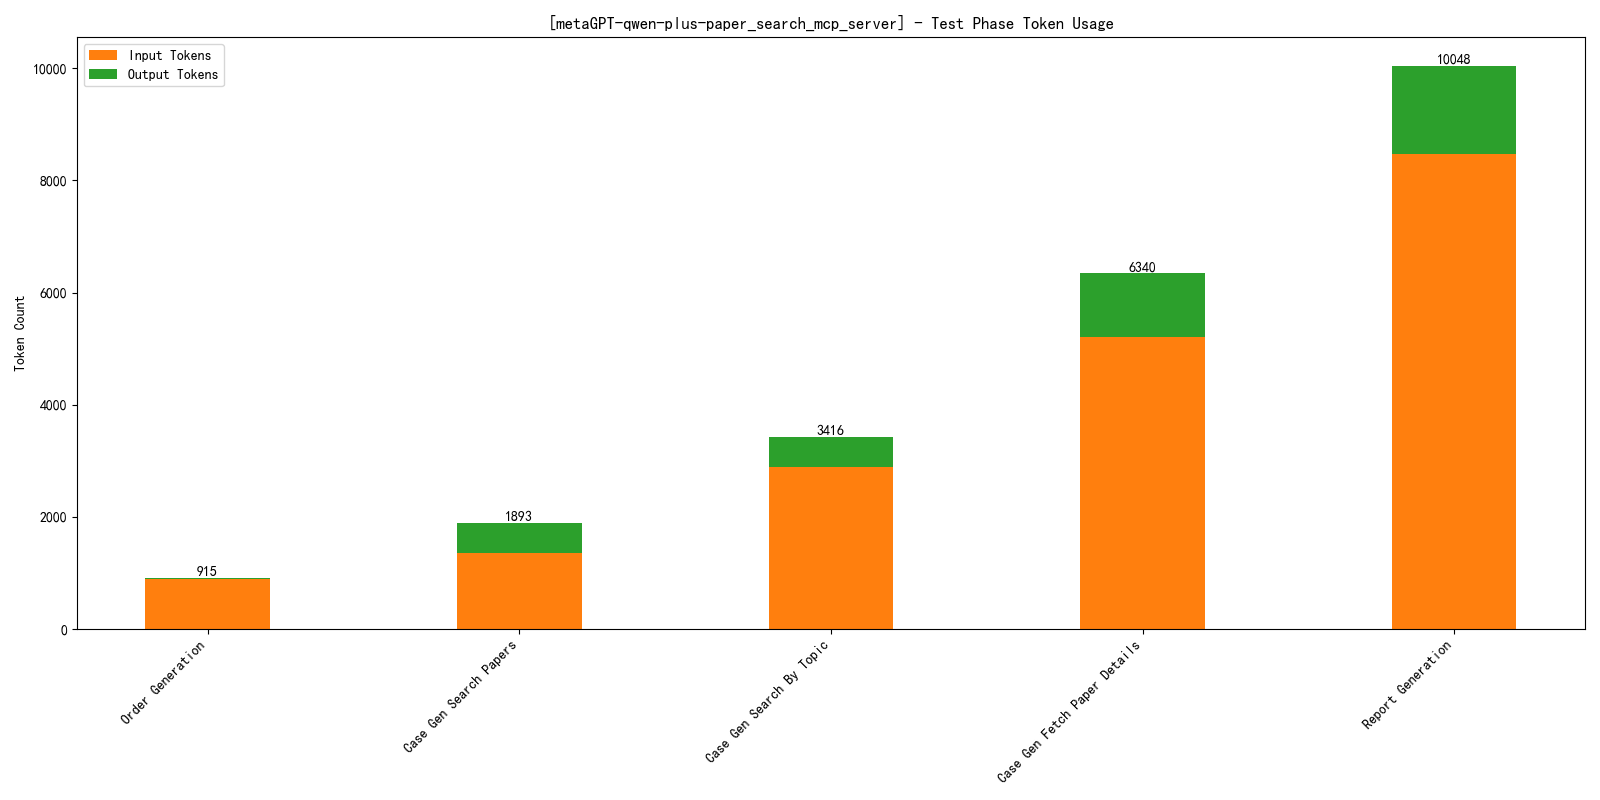 [metaGPT-qwen-plus-paper_search_mcp_server] - Test Phase Token Usage
Input Tokens
Output Tokens
Token Count
10000
8000
6000
4000
2000
0
915
1893
3416
6340
10048
Order Generation
Case Gen Search Papers
Case Gen Search By Topic
Case Gen Fetch Paper Details
Report Generation